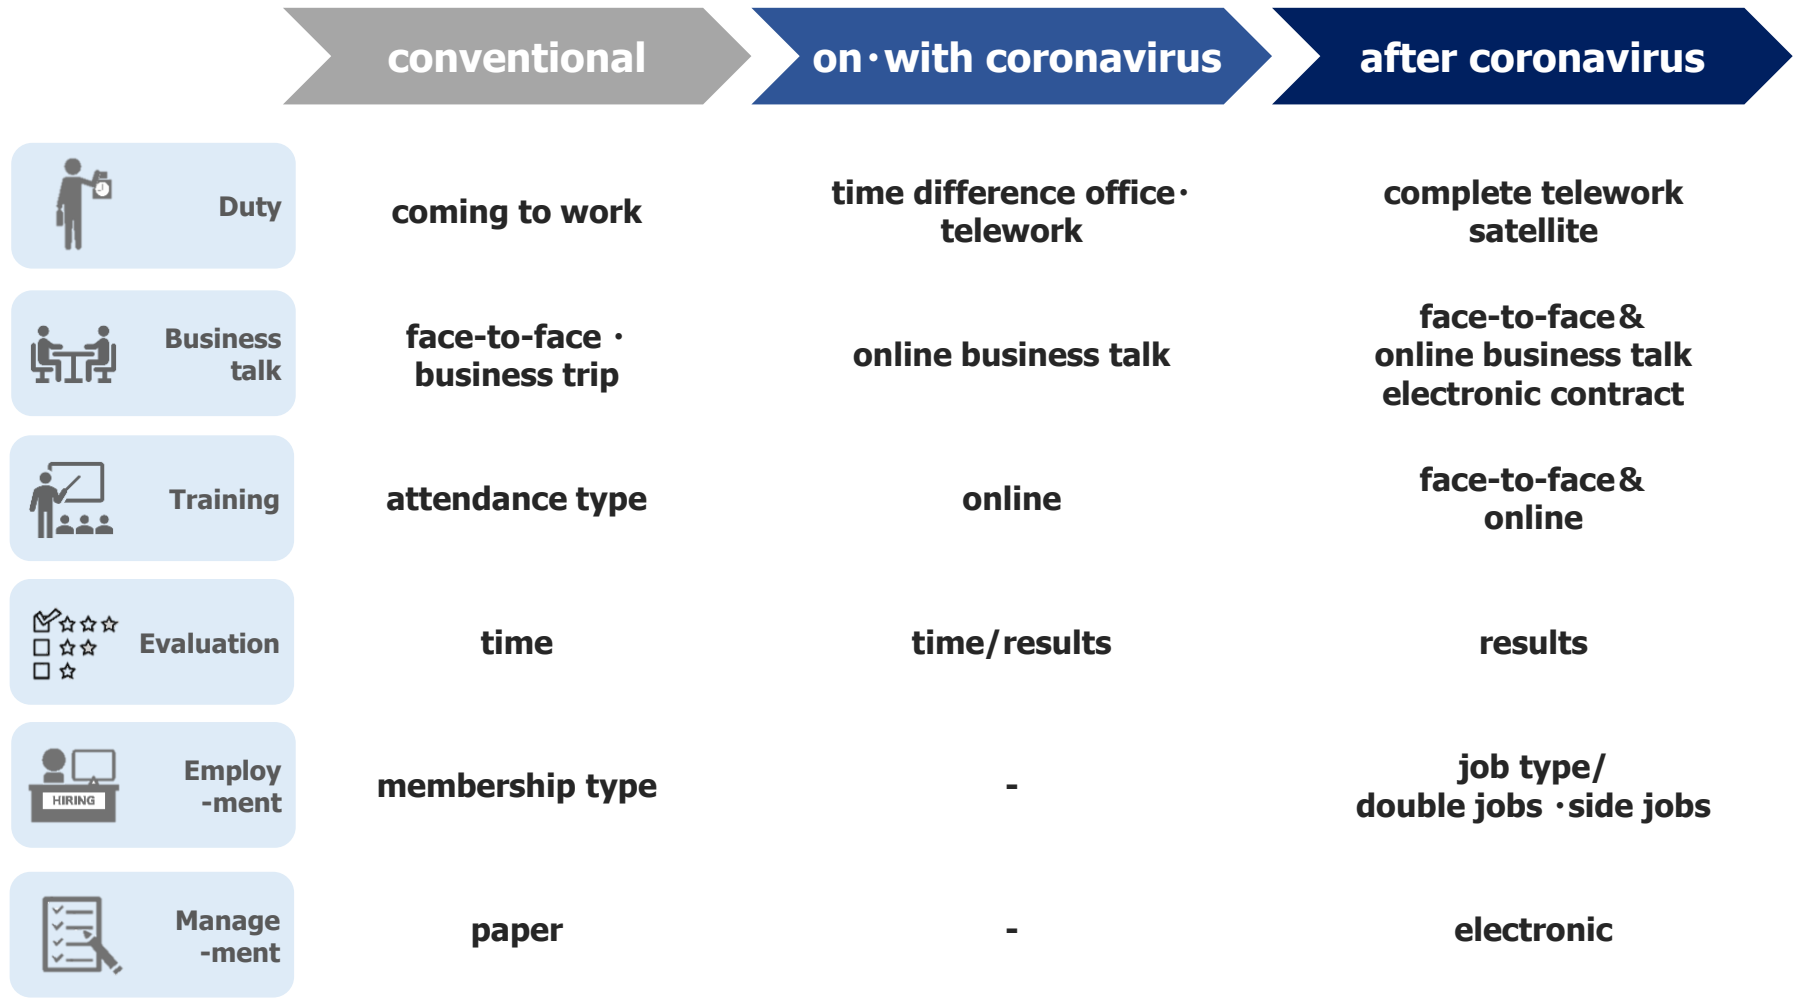 conventional
on・with coronavirus
after coronavirus
Duty
coming to work
time difference office・
telework
complete telework
satellite
Business
talk
face-to-face・
business trip
online business talk
face-to-face&
online business talk
electronic contract
Training
attendance type
online
face-to-face&
online
Evaluation
time
time/results
results
HIRING
Employ
-ment
membership type
-
job type/
double jobs・side jobs
Manage
-ment
paper
-
electronic